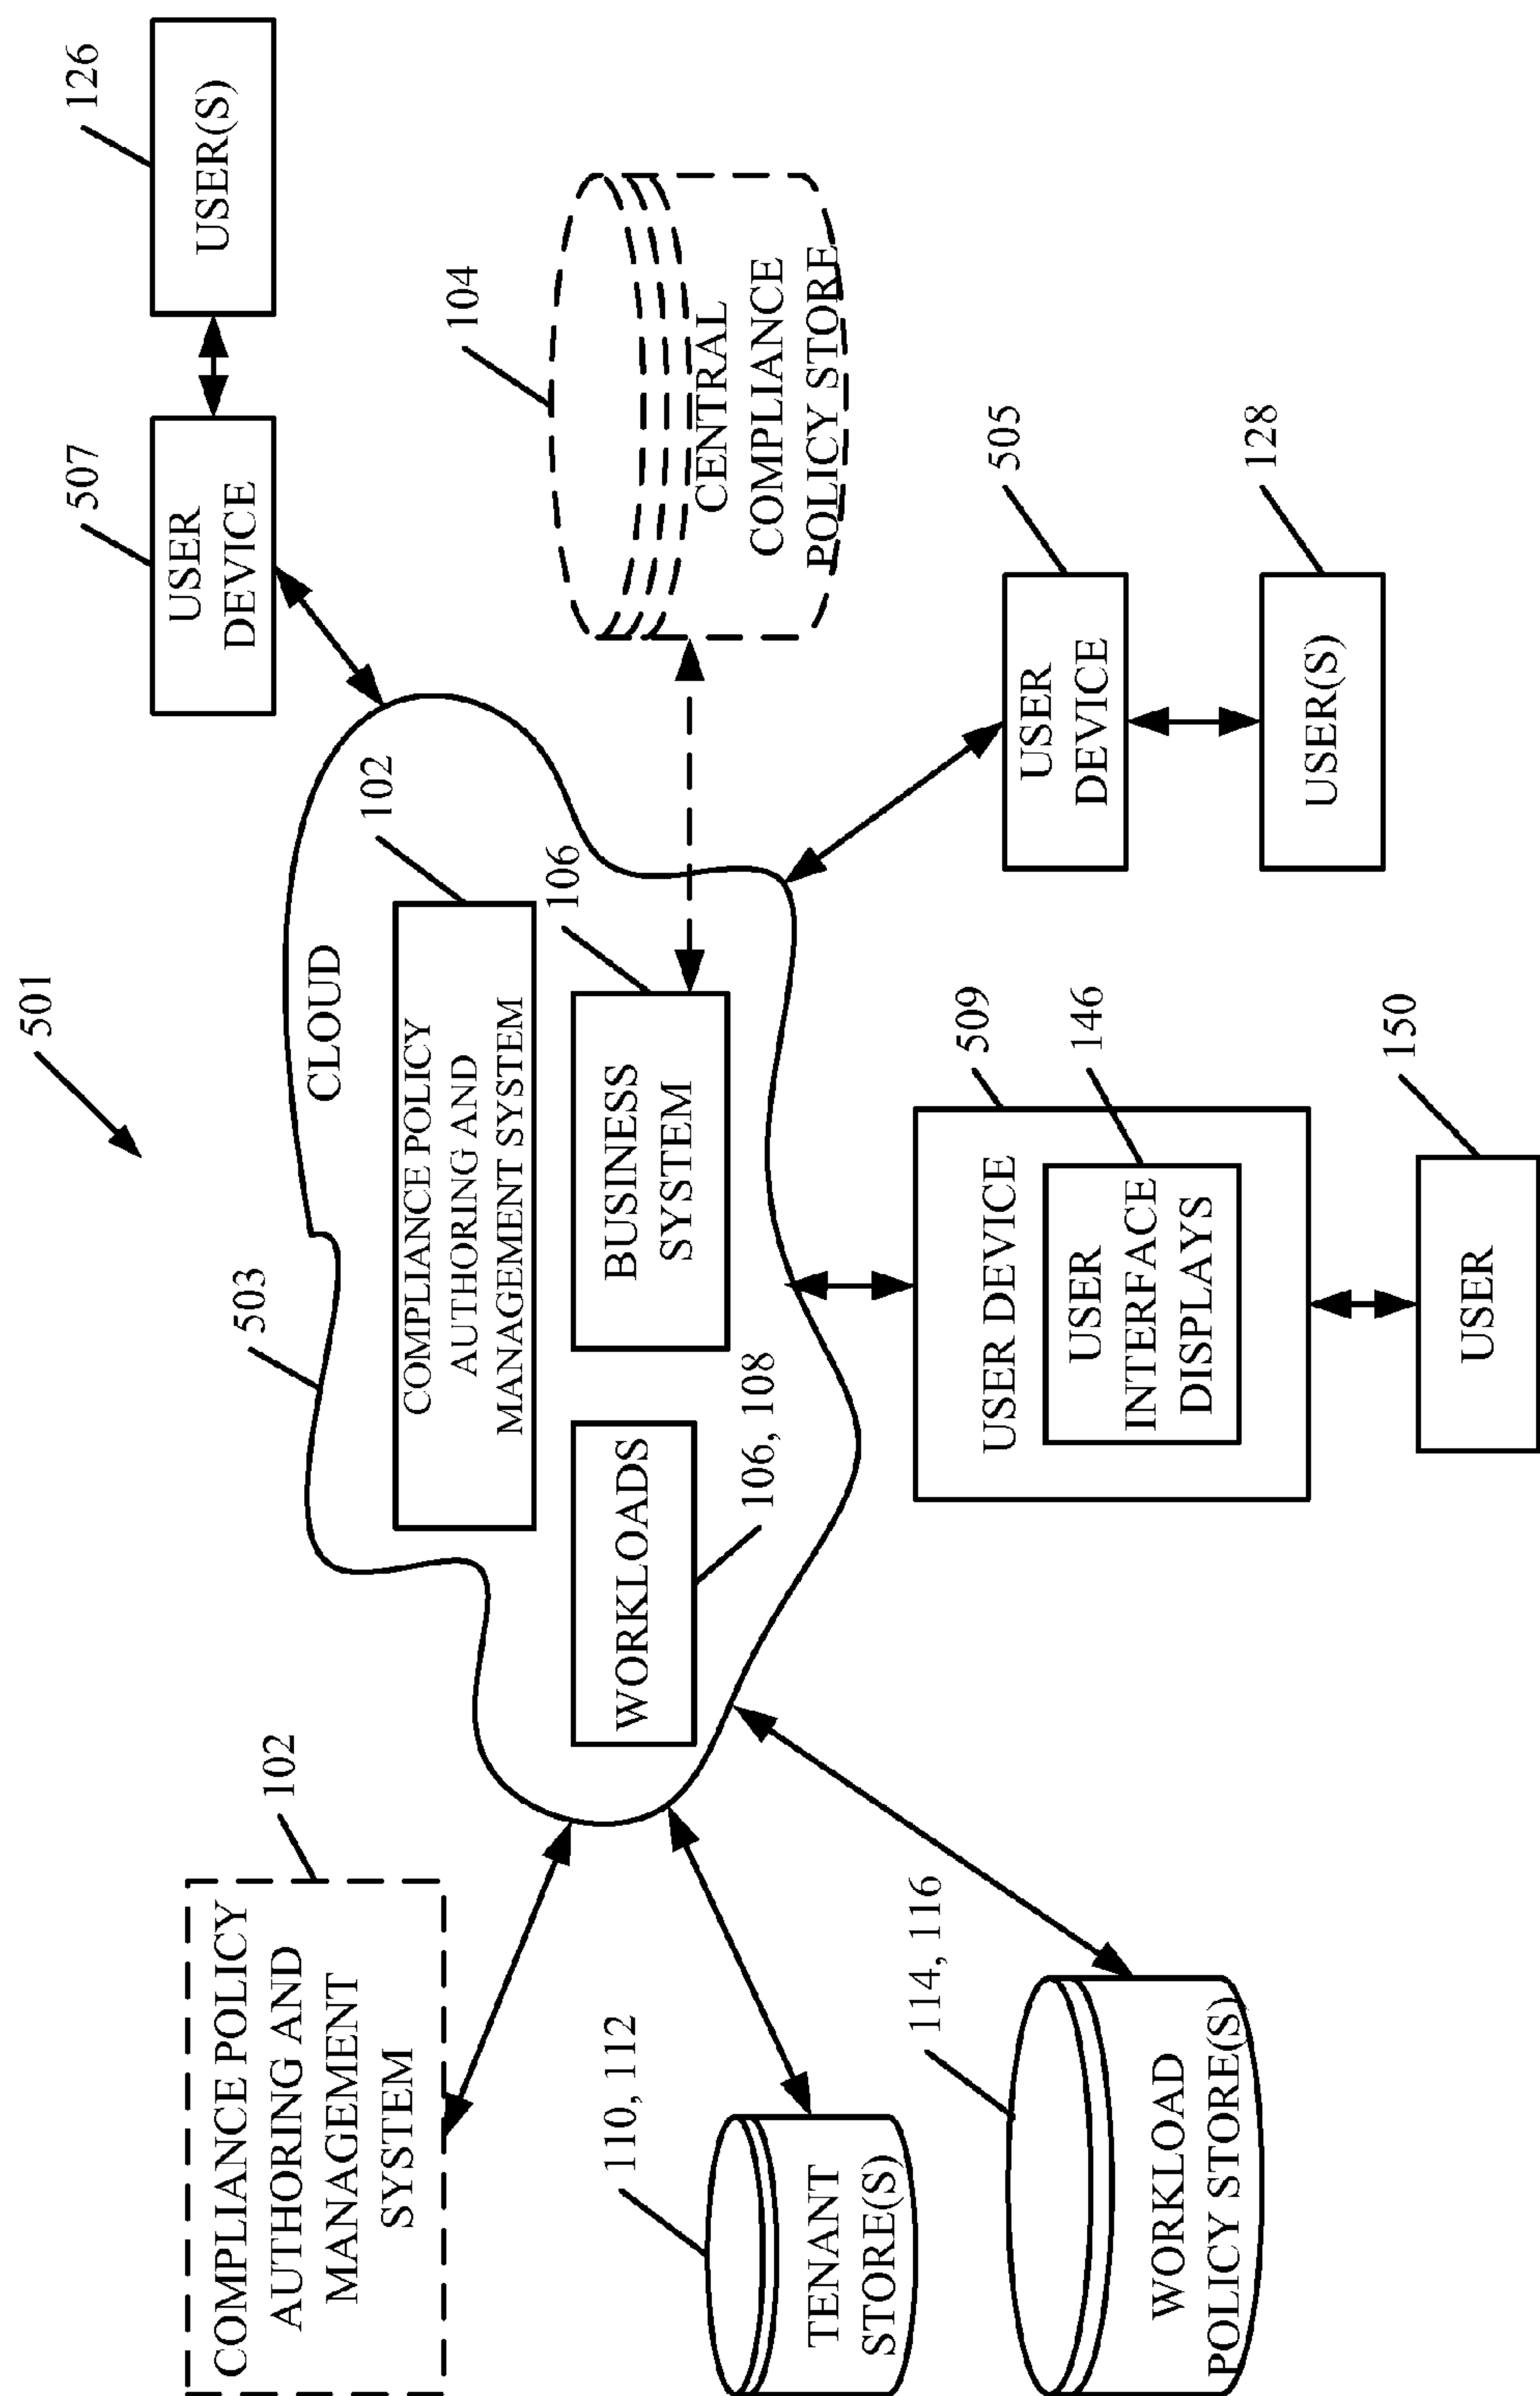 501
102
COMPLIANCE POLICY
AUTHORING AND
MANAGEMENT
SYSTEM
503
CLOUD
102
COMPLIANCE POLICY
AUTHORING AND
MANAGEMENT SYSTEM
507
USER
DEVICE
126
USER(S)
WORKLOADS
106, 108
106
BUSINESS
SYSTEM
104
CENTRAL
COMPLIANCE
POLICY STORE
110, 112
TENANT
STORE(S)
114, 116
WORKLOAD
POLICY STORE(S)
509
USER DEVICE
146
USER
INTERFACE
DISPLAYS
150
USER
505
USER
DEVICE
128
USER(S)